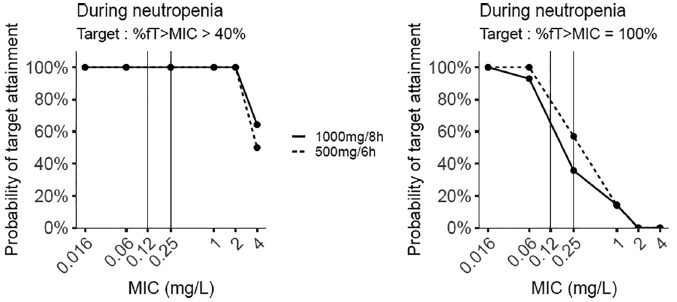 During neutropenia
Target : %fT>MIC > 40%
Probability of target attainment
100%
80%
60%
40%
20%
0%
0.016
0.06
0.12
0.25
1
2
4
MIC (mg/L)
1000mg/8h
500mg/6h
During neutropenia
Target : %fT>MIC = 100%
Probability of target attainment
100%
80%
60%
40%
20%
0%
0.016
0.06
0.12
0.25
1
2
4
MIC (mg/L)